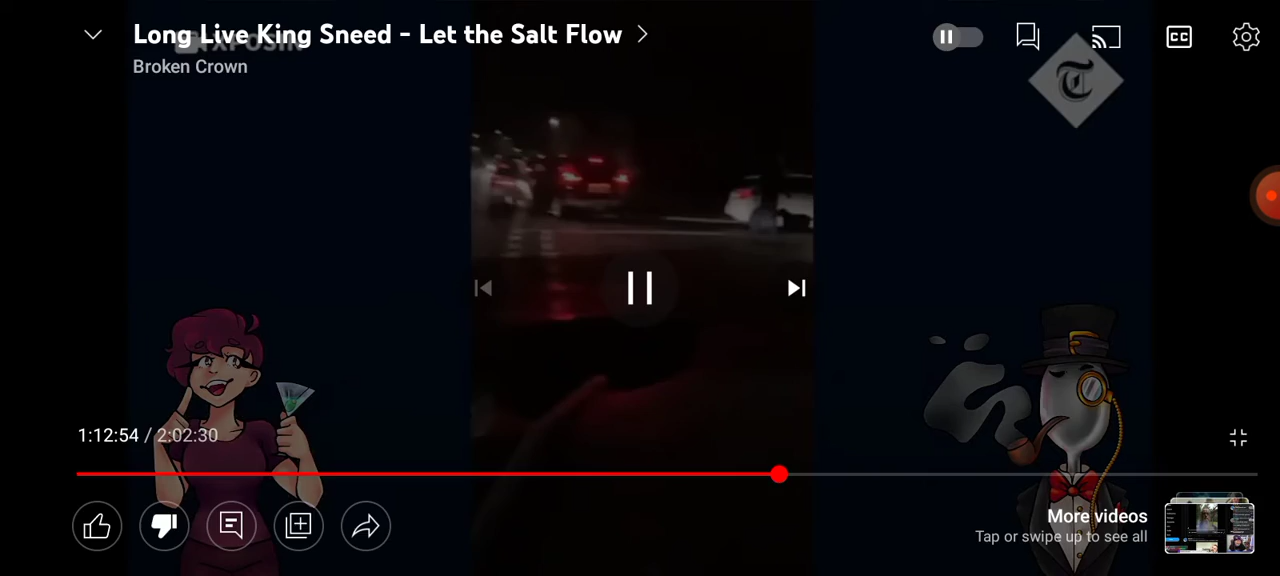 Long Live King Sneed - Let the Salt Flow
Broken Crown
CC
T
1:12:54 / 2:02:30
More videos
Tap or swipe up to see all